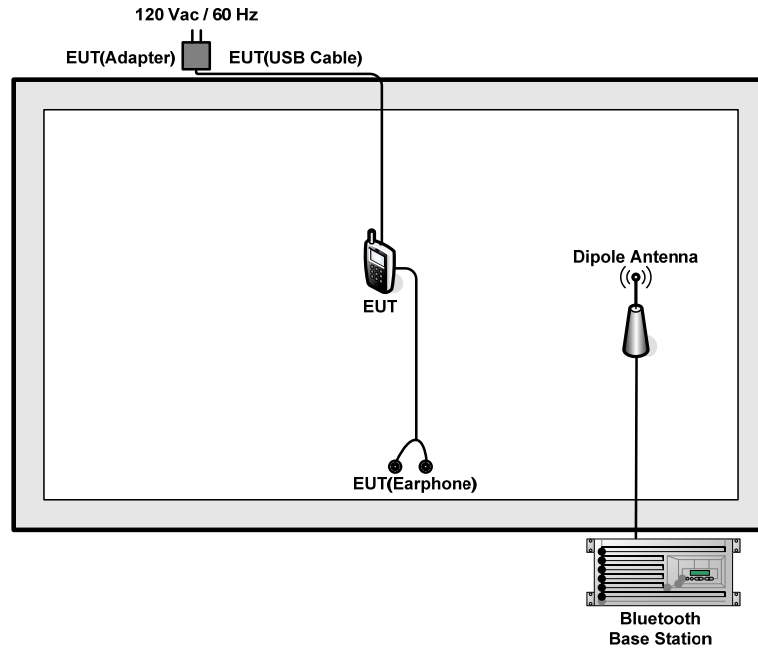 120 Vac / 60 Hz
EUT(Adapter)
EUT(USB Cable)
Dipole Antenna
EUT
EUT(Earphone)
Bluetooth
Base Station